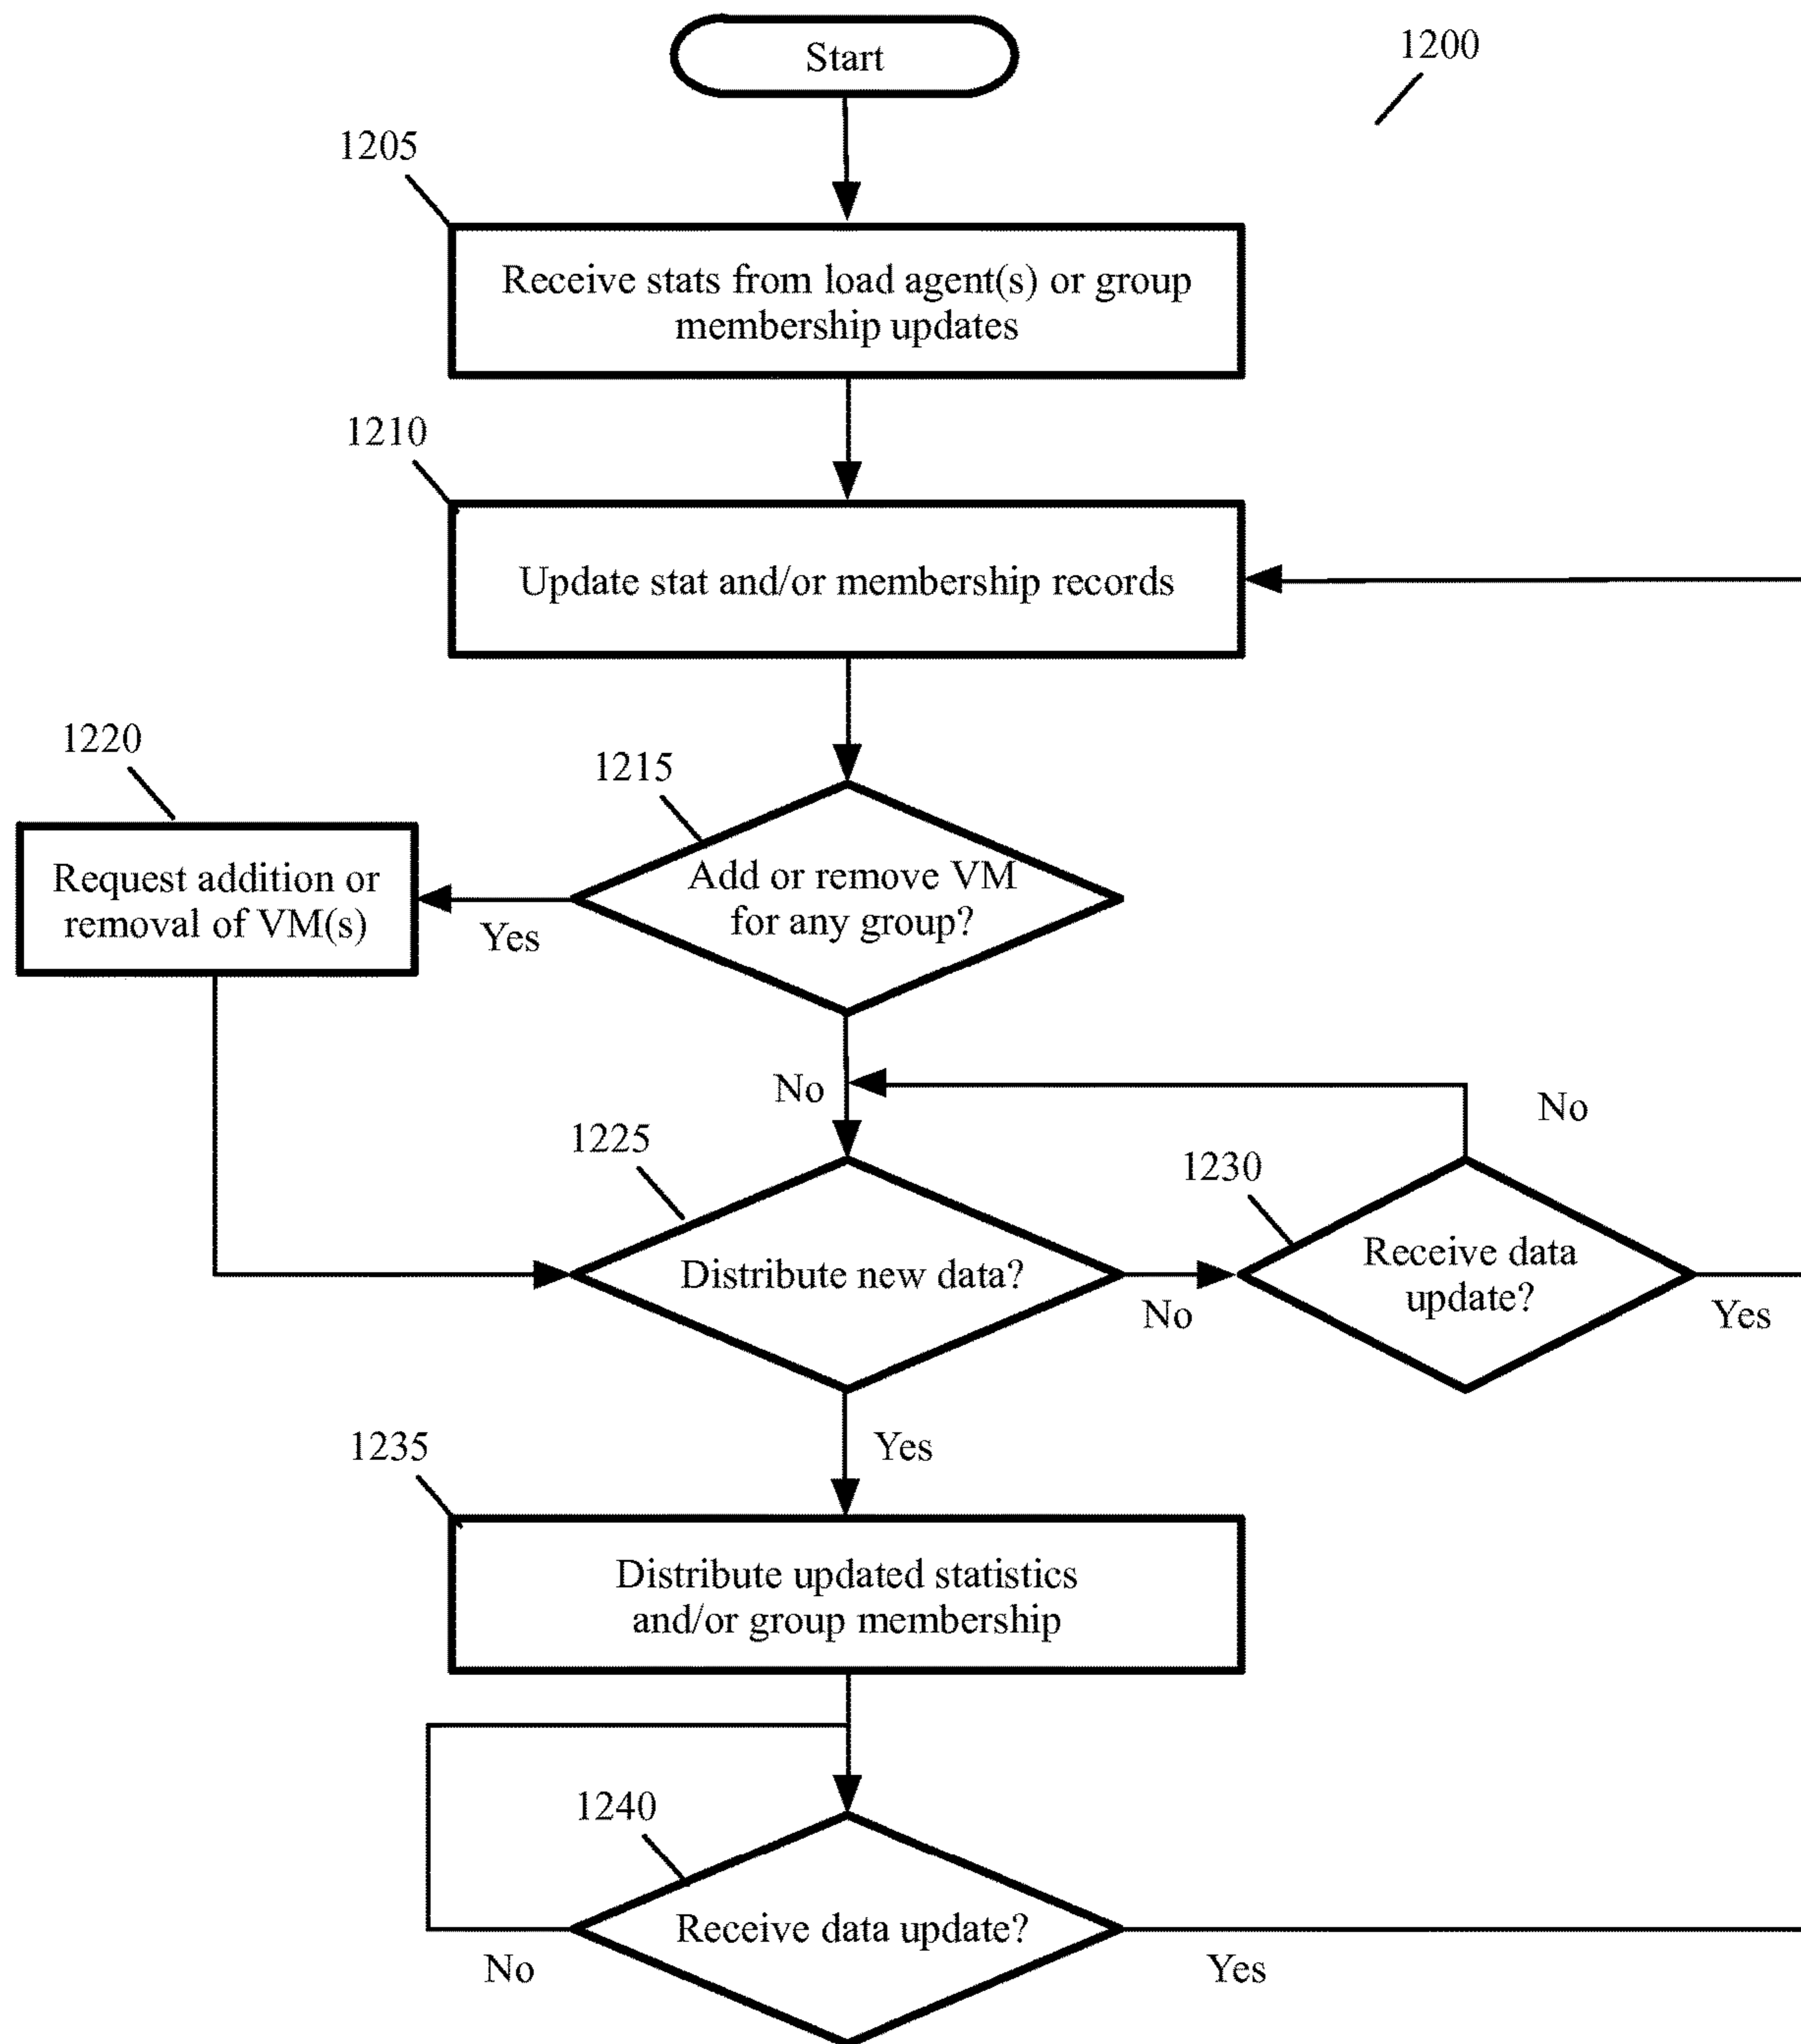 Start
1200
1205
Receive stats from load agent(s) or group
membership updates
1210
Update stat and/or membership records
1220
1215
Request addition or
removal of VM(s)
Yes
Add or remove VM
for any group?
No
No
1225
1230
Distribute new data?
No
Receive data
update?
Yes
Yes
1235
Distribute updated statistics
and/or group membership
1240
Receive data update?
No
Yes